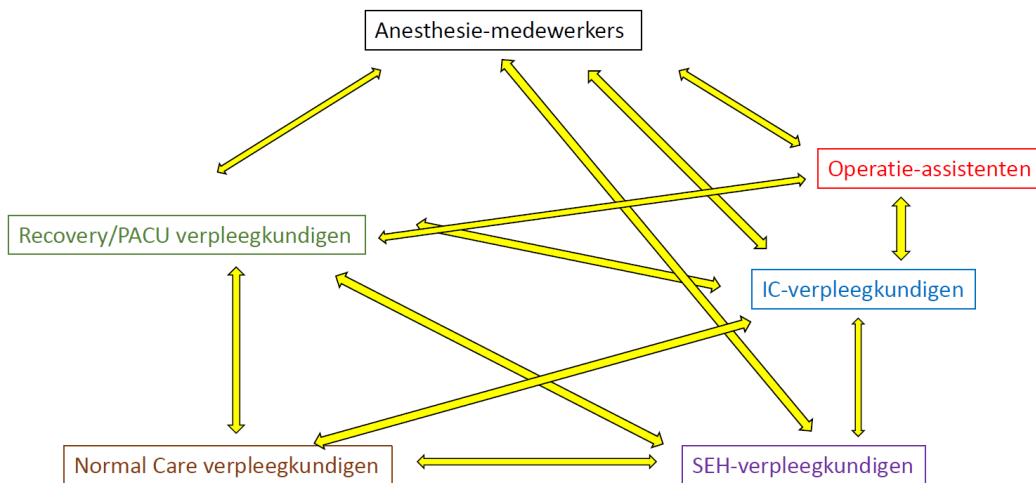 Anesthesie-medewerkers
Operatie-assistenten
Recovery/PACU verpleegkundigen
IC-verpleegkundigen
Normal Care verpleegkundigen
SEH-verpleegkundigen